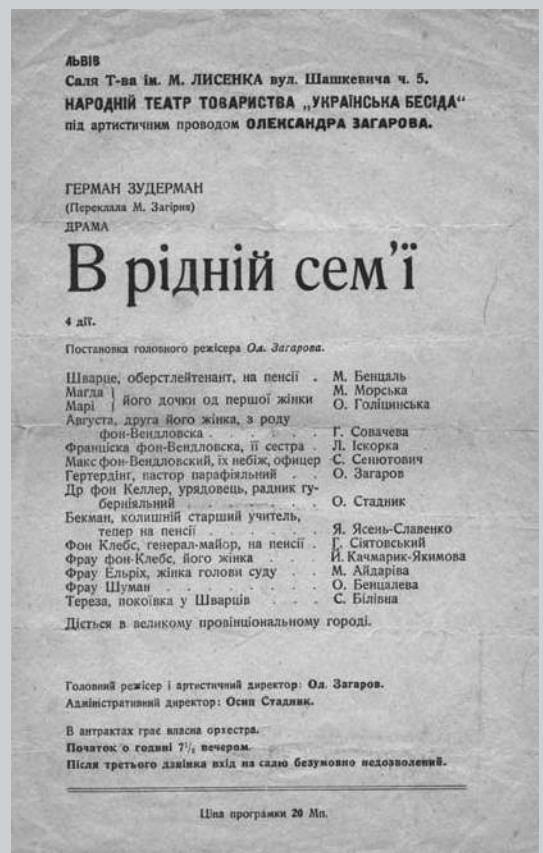 ЛЬВІВ
Саля Т-ва ім. М. ЛИСЕНКА вул. Шашкевича ч. 5.
НАРОДНІЙ ТЕАТР ТОВАРИСТВА „УКРАЇНСЬКА БЕСІДА“
під артистичним проводом ОЛЕКСАНДРА ЗАГАРОВА.
ГЕРМАН ЗУДЕРМАН
(Переклала М. Загірня)
ДРАМА
В рідній сем'ї
4 дії.
Постановка головного режісера Ол. Загарова.
Шварце, оберстлейтенант, на пенсії . М. Бенцаль
Магда } його дочки од першої жінки М. Морська
Марі О. Голіцинська
Августа, друга його жінка, з роду
фон-Вендловска . . . . . Г. Совачева
Франціска фон-Вендловска, її сестра . Л. Іскорка
Макс фон-Вендловский, їх небіж, офицер С. Сенютович
Гертердінг, пастор парафіяльний . . О. Загаров
Др фон Келлер, урядовець, радник гу-
берніяльний . . . . . О. Стадник
Бекман, колишній старший учитель,
тепер на пенсії . . . . . Я. Ясень-Славенко
Фон Клебс, генерал-майор, на пенсії . Г. Сіятовський
Фрау фон-Клебс, його жінка . . . Й. Качмарик-Якимова
Фрау Ельріх, жінка голови суду . . М. Айдаріва
Фрау Шуман . . . . . . О. Бенцалева
Тереза, покоївка у Шварців . . . С. Білівна
Діється в великому провінціональному городі.
Головний режісер і артистичний директор: Ол. Загаров.
Адміністративний директор: Осип Стадник.
В антрактах грає власна орхестра.
Початок о годині 7½ вечером.
Після третього дзвінка вхід на салю безумовно недозволений.
Ціна програмки 20 Мп.